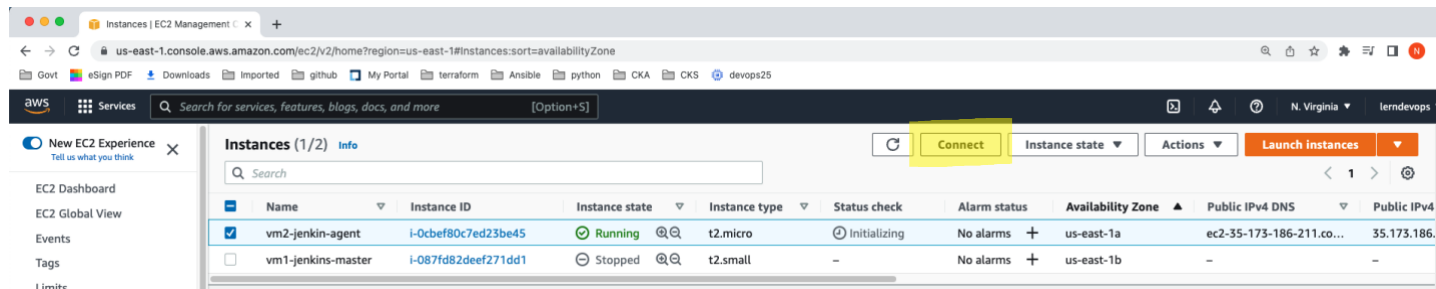 Instances | EC2 Management C
us-east-1.console.aws.amazon.com/ec2/v2/home?region=us-east-1#Instances:sort=availabilityZone
N
Govt eSign PDF Downloads Imported github My Portal terraform Ansible python CKA CKS devops25
aws Services Search for services, features, blogs, docs, and more [Option+S] N. Virginia ▼ lerndevops
New EC2 Experience
Tell us what you think
EC2 Dashboard
EC2 Global View
Events
Tags
Limits
Instances (1/2) Info
Connect Instance state ▼ Actions ▼ Launch instances ▼
Search
1
Name Instance ID Instance state Instance type Status check Alarm status Availability Zone Public IPv4 DNS Public IPv4
vm2-jenkin-agent i-0cbef80c7ed23be45 Running t2.micro Initializing No alarms + us-east-1a ec2-35-173-186-211.co... 35.173.186.
vm1-jenkins-master i-087fd82deef271dd1 Stopped t2.small – No alarms + us-east-1b – –